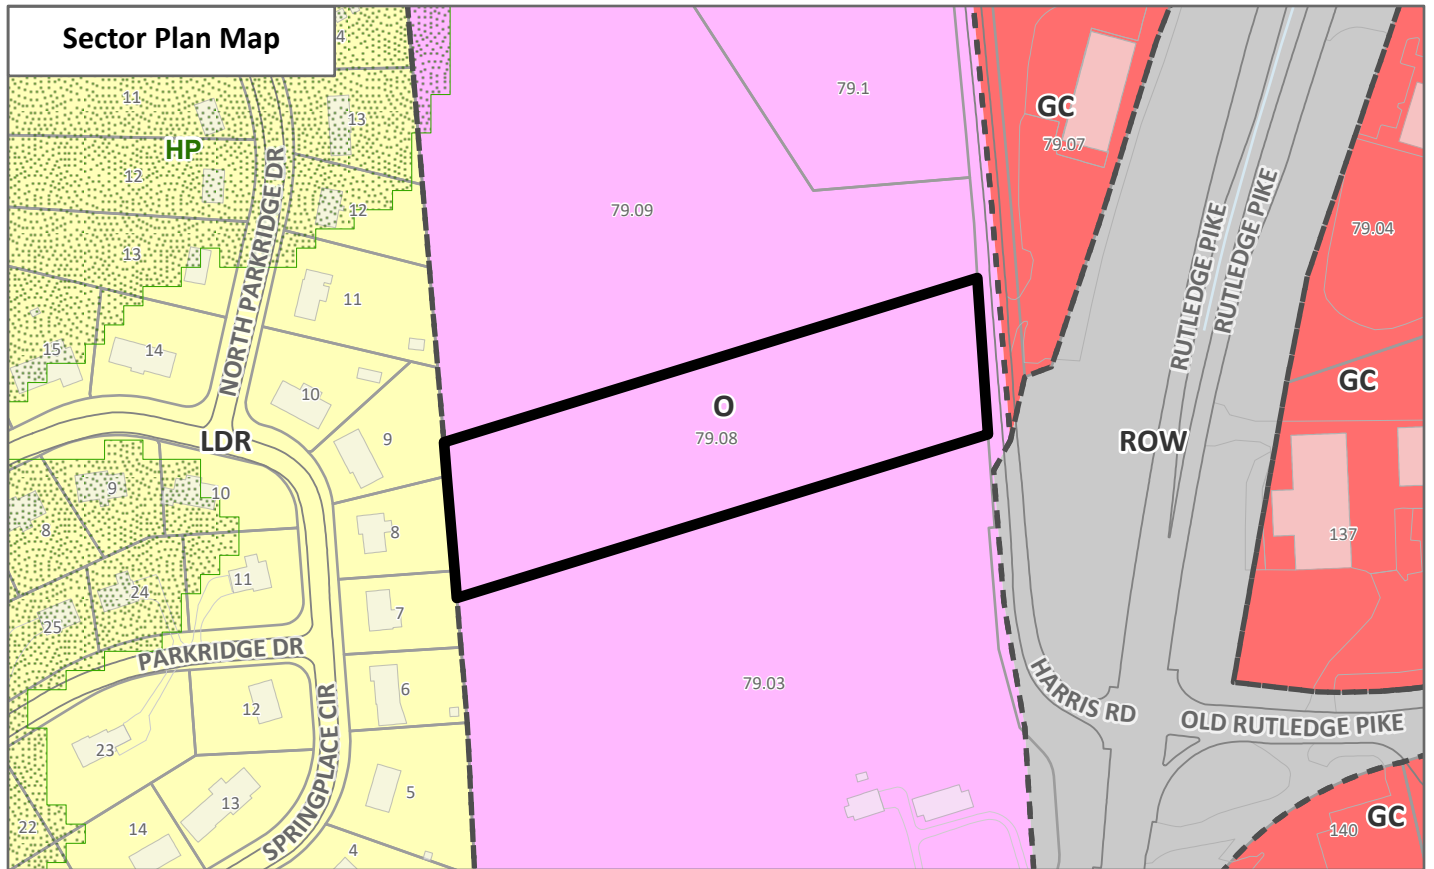 Sector Plan Map
4
11
13
HP
12
12
13
11
NORTH PARKRIDGE DR
15
14
10
LDR
9
9
10
8
8
11
24
7
25
PARKRIDGE DR
6
12
23
SPRINGPLACE CIR
5
13
14
22
4
79.1
79.09
O
79.08
79.03
GC
79.07
RUTLEDGE PIKE
RUTLEDGE PIKE
79.04
GC
ROW
137
HARRIS RD
OLD RUTLEDGE PIKE
GC
140